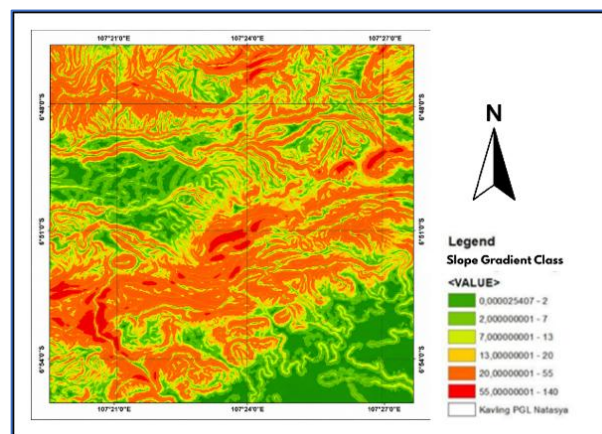 107°21'0"E 107°24'0"E 107°27'0"E
6°48'0"S 6°48'0"S
6°51'0"S 6°51'0"S
6°54'0"S 6°54'0"S
107°21'0"E 107°24'0"E 107°27'0"E
N
Legend
Slope Gradient Class
<VALUE>
0,000025407 - 2
2,000000001 - 7
7,000000001 - 13
13,00000001 - 20
20,00000001 - 55
55,00000001 - 140
Kavling PGL Natasya